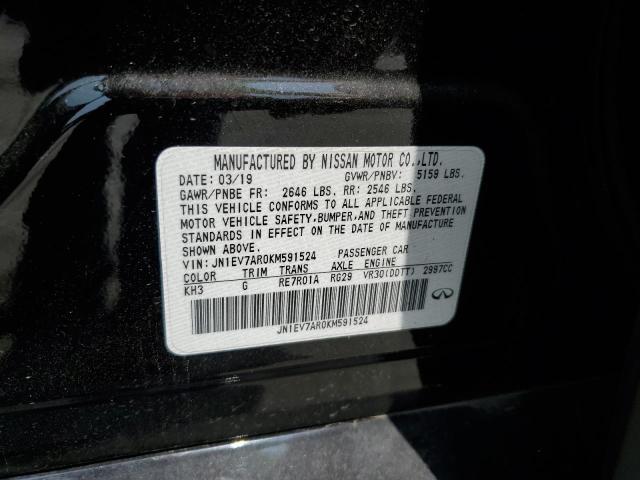 MANUFACTURED BY NISSAN MOTOR CO.,LTD.
DATE: 03/19 GVWR/PNBV: 5159 LBS.
GAWR/PNBE FR: 2646 LBS. RR: 2546 LBS.
THIS VEHICLE CONFORMS TO ALL APPLICABLE FEDERAL
MOTOR VEHICLE SAFETY,BUMPER,AND THEFT PREVENTION
STANDARDS IN EFFECT ON THE DATE OF MANUFACTURE
SHOWN ABOVE.
VIN: JN1EV7AR0KM591524 PASSENGER CAR
COLOR TRIM TRANS AXLE ENGINE
KH3 G RE7R01A RG29 VR30(DDTT) 2997CC
JN1EV7AR0KM591524